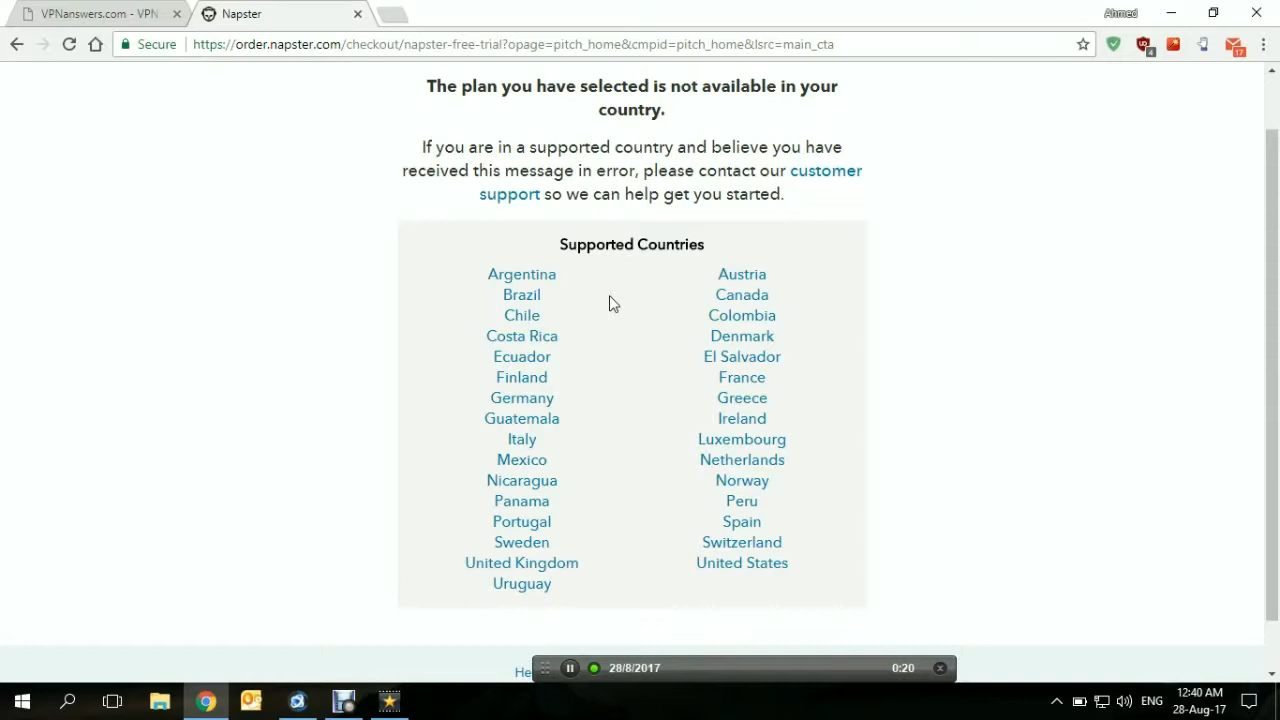 VPNanswers.com - VPN
Napster
Ahmed
Secure
https://order.napster.com/checkout/napster-free-trial?opage=pitch_home&cmpid=pitch_home&lsrc=main_cta
4
17
The plan you have selected is not available in your
country.
If you are in a supported country and believe you have
received this message in error, please contact our customer
support so we can help get you started.
Supported Countries
Argentina Austria
Brazil Canada
Chile Colombia
Costa Rica Denmark
Ecuador El Salvador
Finland France
Germany Greece
Guatemala Ireland
Italy Luxembourg
Mexico Netherlands
Nicaragua Norway
Panama Peru
Portugal Spain
Sweden Switzerland
United Kingdom United States
Uruguay
He
28/8/2017 0:20
ENG
12:40 AM
28-Aug-17